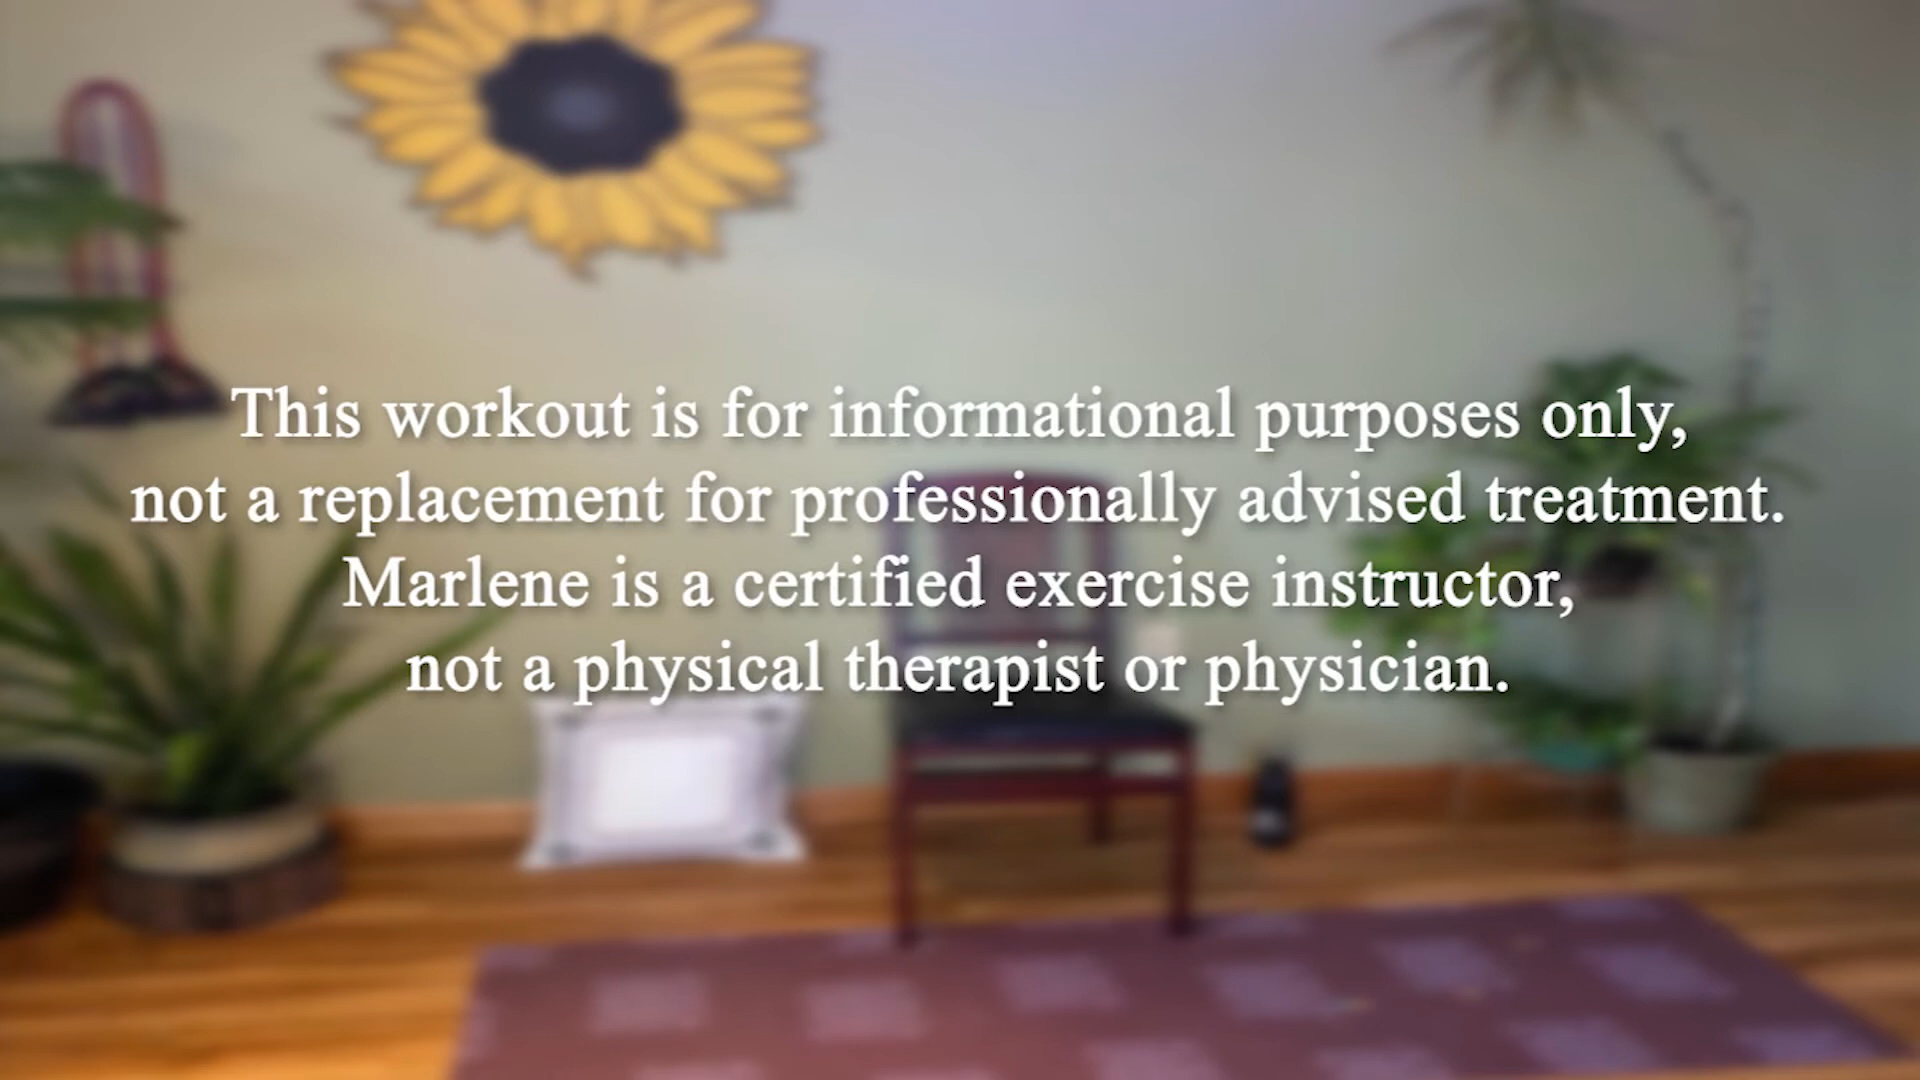 This workout is for informational purposes only,
not a replacement for professionally advised treatment.
Marlene is a certified exercise instructor,
not a physical therapist or physician.